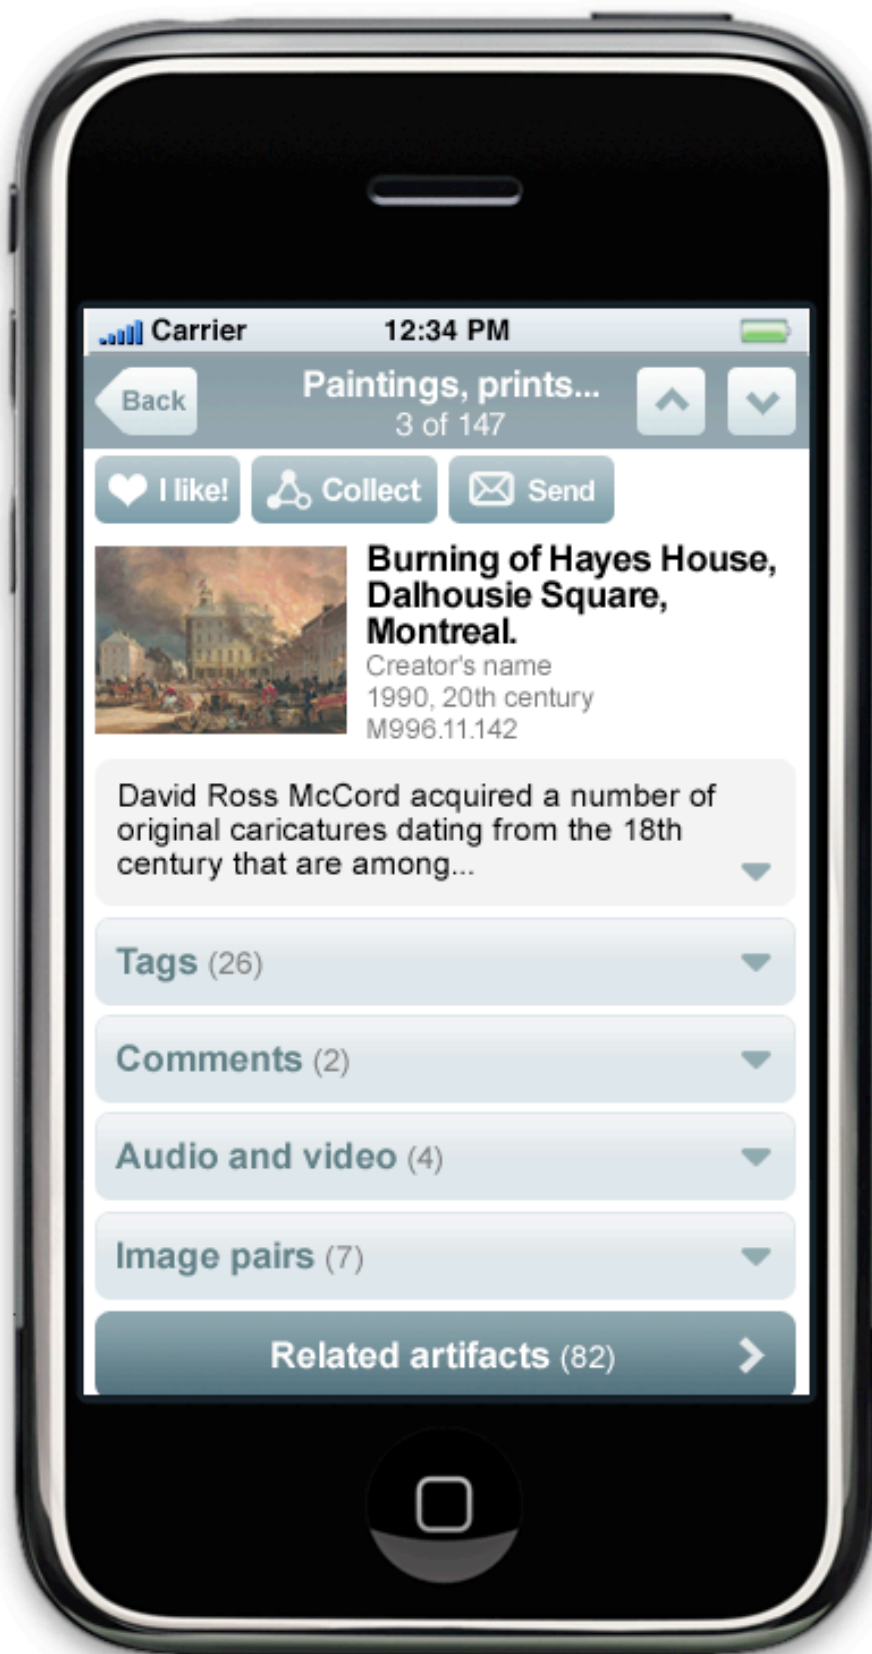 Carrier 12:34 PM
Back
Paintings, prints...
3 of 147
I like!
Collect
Send
Burning of Hayes House,
Dalhousie Square,
Montreal.
Creator's name
1990, 20th century
M996.11.142
David Ross McCord acquired a number of
original caricatures dating from the 18th
century that are among...
Tags (26)
Comments (2)
Audio and video (4)
Image pairs (7)
Related artifacts (82)